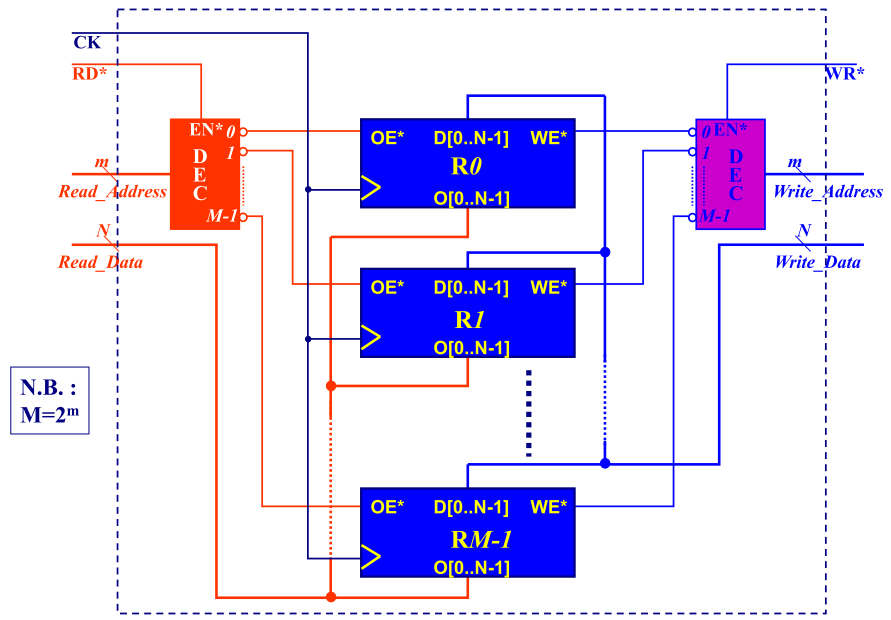 CK
RD*
WR*
EN* 0
1
D
E
C
M-1
m
Read_Address
N
Read_Data
OE* D[0..N-1] WE*
R0
O[0..N-1]
OE* D[0..N-1] WE*
R1
O[0..N-1]
OE* D[0..N-1] WE*
RM-1
O[0..N-1]
0 EN*
1
D
E
C
M-1
m
Write_Address
N
Write_Data
N.B. :
M=2ᵐ